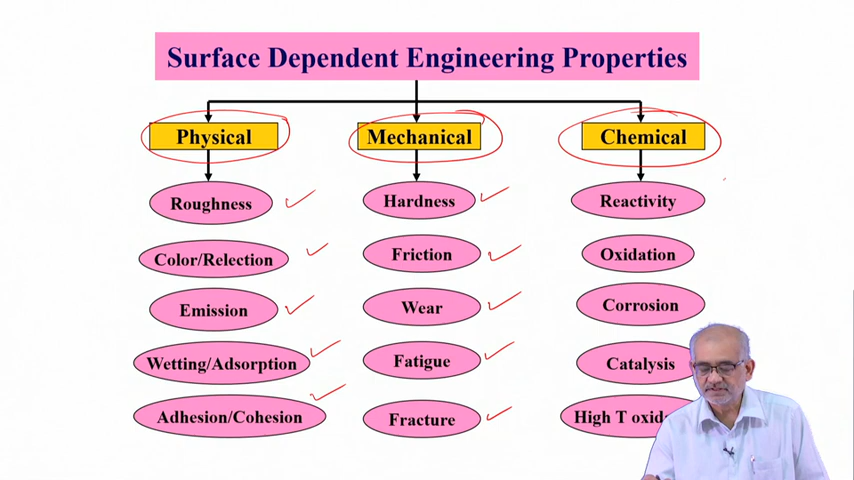 Surface Dependent Engineering Properties
Physical
Mechanical
Chemical
Roughness
Hardness
Reactivity
Color/Relection
Friction
Oxidation
Emission
Wear
Corrosion
Wetting/Adsorption
Fatigue
Catalysis
Adhesion/Cohesion
Fracture
High T